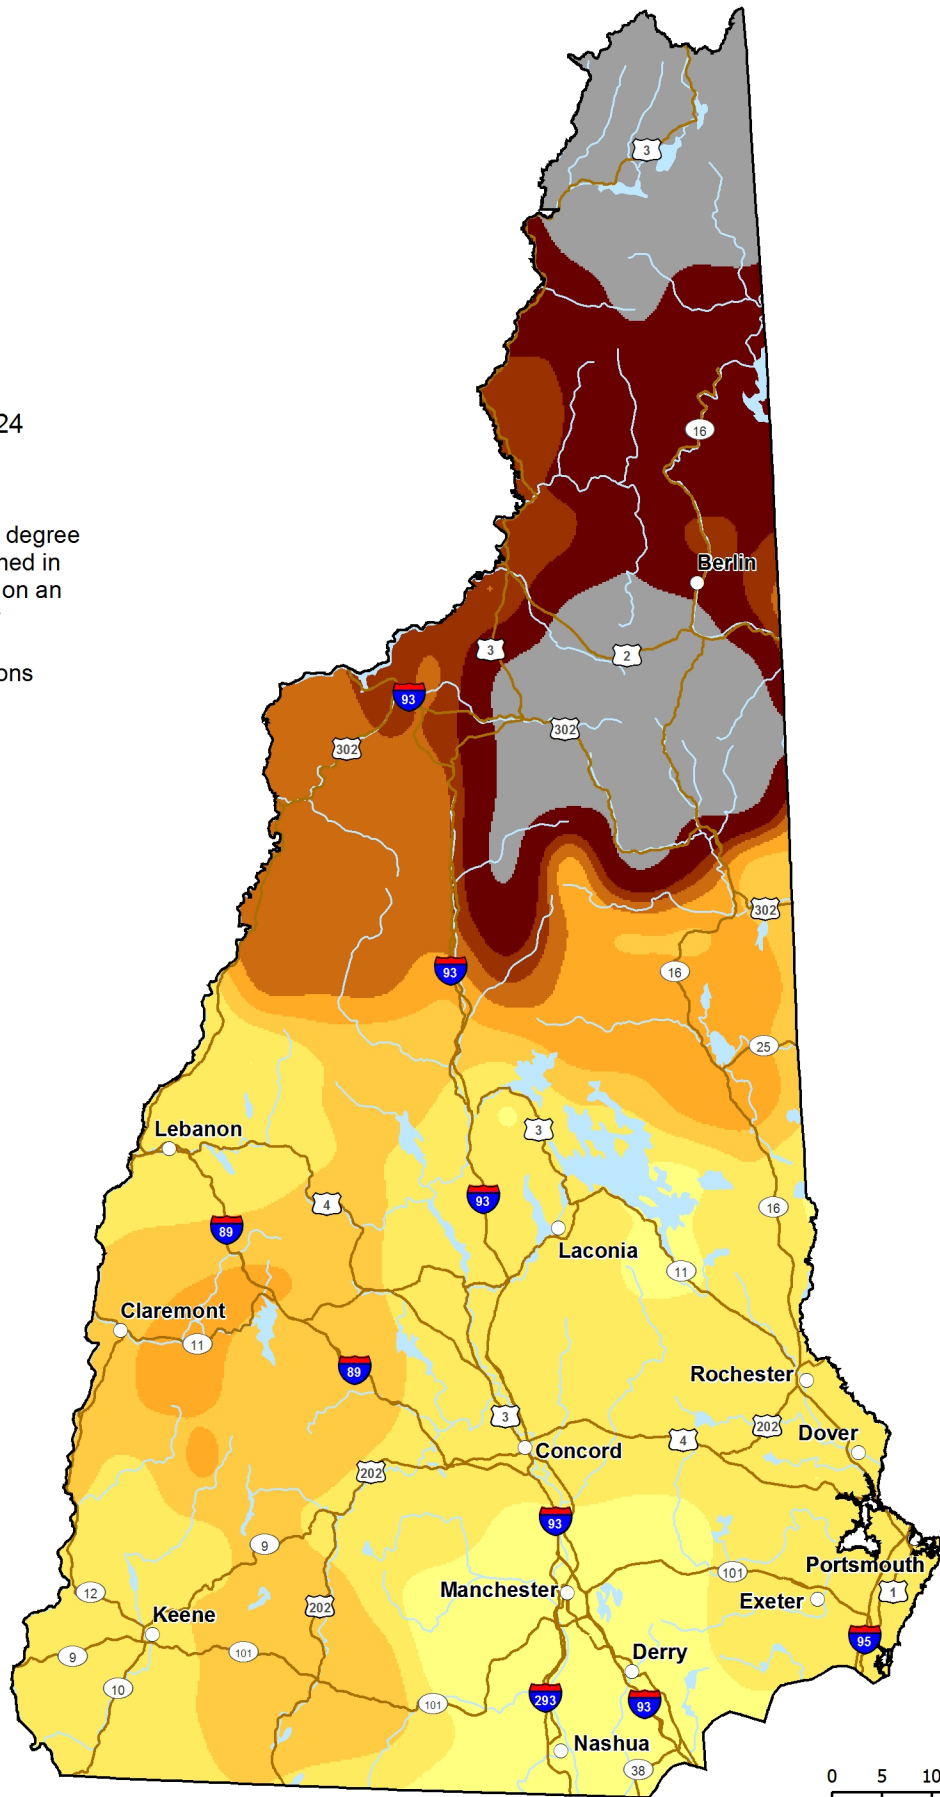 3
24
16
degree
ned in
on an
Berlin
3
2
ons
93
302
302
302
93
16
25
Lebanon
3
4
93
16
89
Laconia
11
Claremont
11
89
Rochester
3
202
Dover
4
Concord
202
93
9
Portsmouth
101
12
Manchester
1
202
Exeter
Keene
95
9
101
Derry
10
293
93
101
Nashua
38
0 5 10